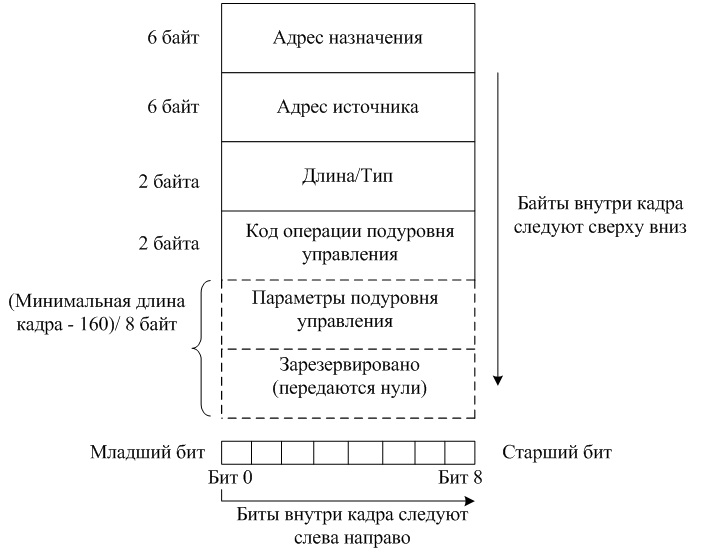 6 байт
Адрес назначения
6 байт
Адрес источника
2 байта
Длина/Тип
Байты внутри кадра
следуют сверху вниз
2 байта
Код операции подуровня
управления
(Минимальная длина
кадра - 160)/ 8 байт
Параметры подуровня
управления
Зарезервировано
(передаются нули)
Младший бит
Старший бит
Бит 0
Бит 8
Биты внутри кадра следуют
слева направо